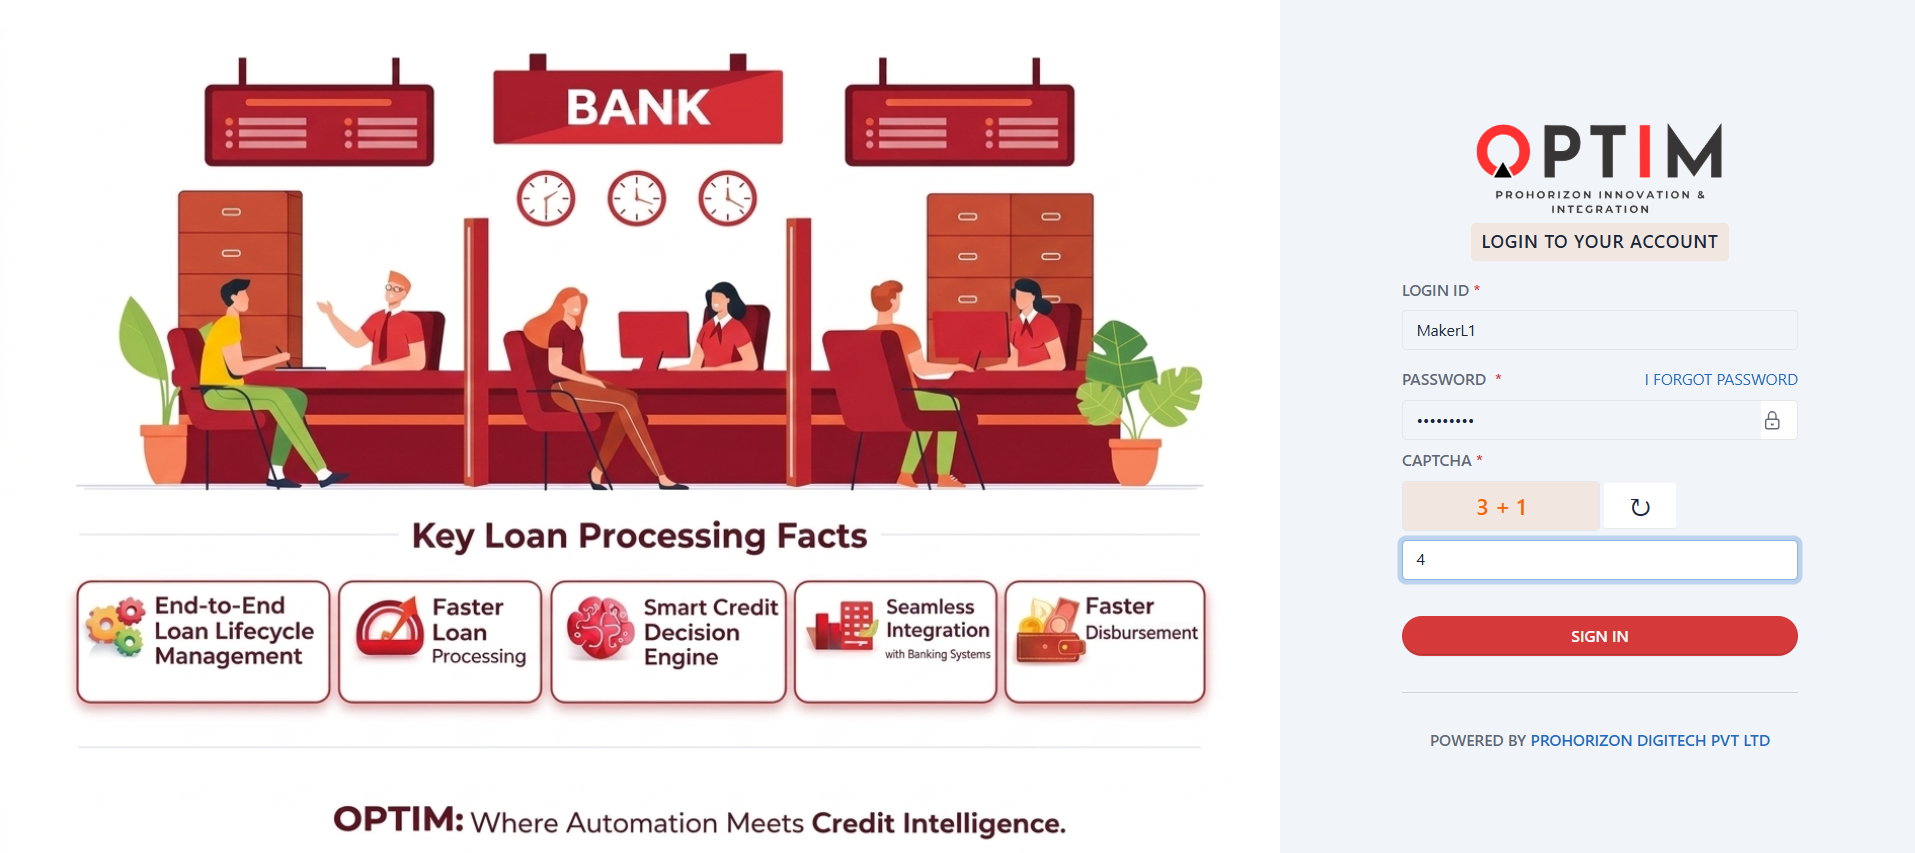 BANK
Key Loan Processing Facts
End-to-End
Loan Lifecycle
Management
Faster
Loan
Processing
Smart Credit
Decision
Engine
Seamless
Integration
with Banking Systems
Faster
Disbursement
OPTIM: Where Automation Meets Credit Intelligence.
OPTIM
PROHORIZON INNOVATION &
INTEGRATION
LOGIN TO YOUR ACCOUNT
LOGIN ID *
MakerL1
PASSWORD *
I FORGOT PASSWORD
•••••••••
CAPTCHA *
3 + 1
4
SIGN IN
POWERED BY PROHORIZON DIGITECH PVT LTD